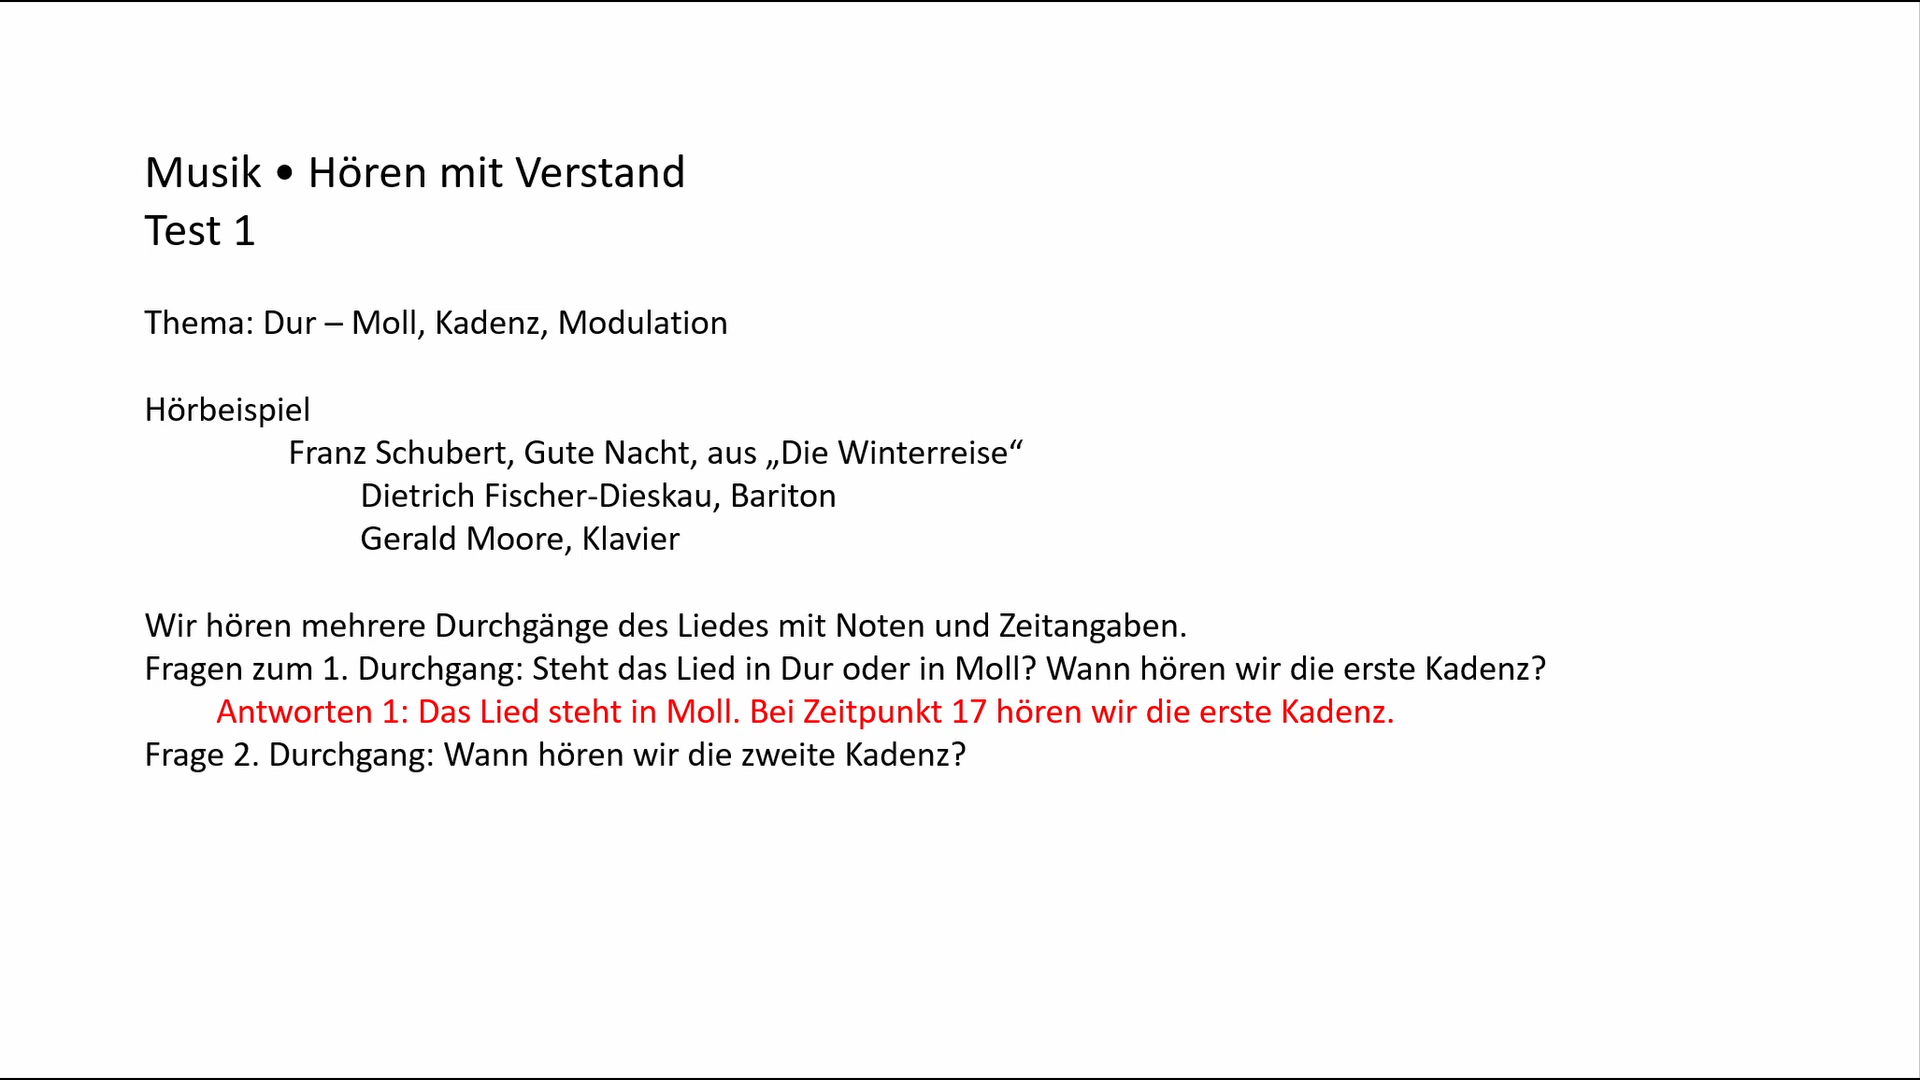 Musik • Hören mit Verstand
Test 1
Thema: Dur – Moll, Kadenz, Modulation
Hörbeispiel
Franz Schubert, Gute Nacht, aus „Die Winterreise“
Dietrich Fischer-Dieskau, Bariton
Gerald Moore, Klavier
Wir hören mehrere Durchgänge des Liedes mit Noten und Zeitangaben.
Fragen zum 1. Durchgang: Steht das Lied in Dur oder in Moll? Wann hören wir die erste Kadenz?
Antworten 1: Das Lied steht in Moll. Bei Zeitpunkt 17 hören wir die erste Kadenz.
Frage 2. Durchgang: Wann hören wir die zweite Kadenz?